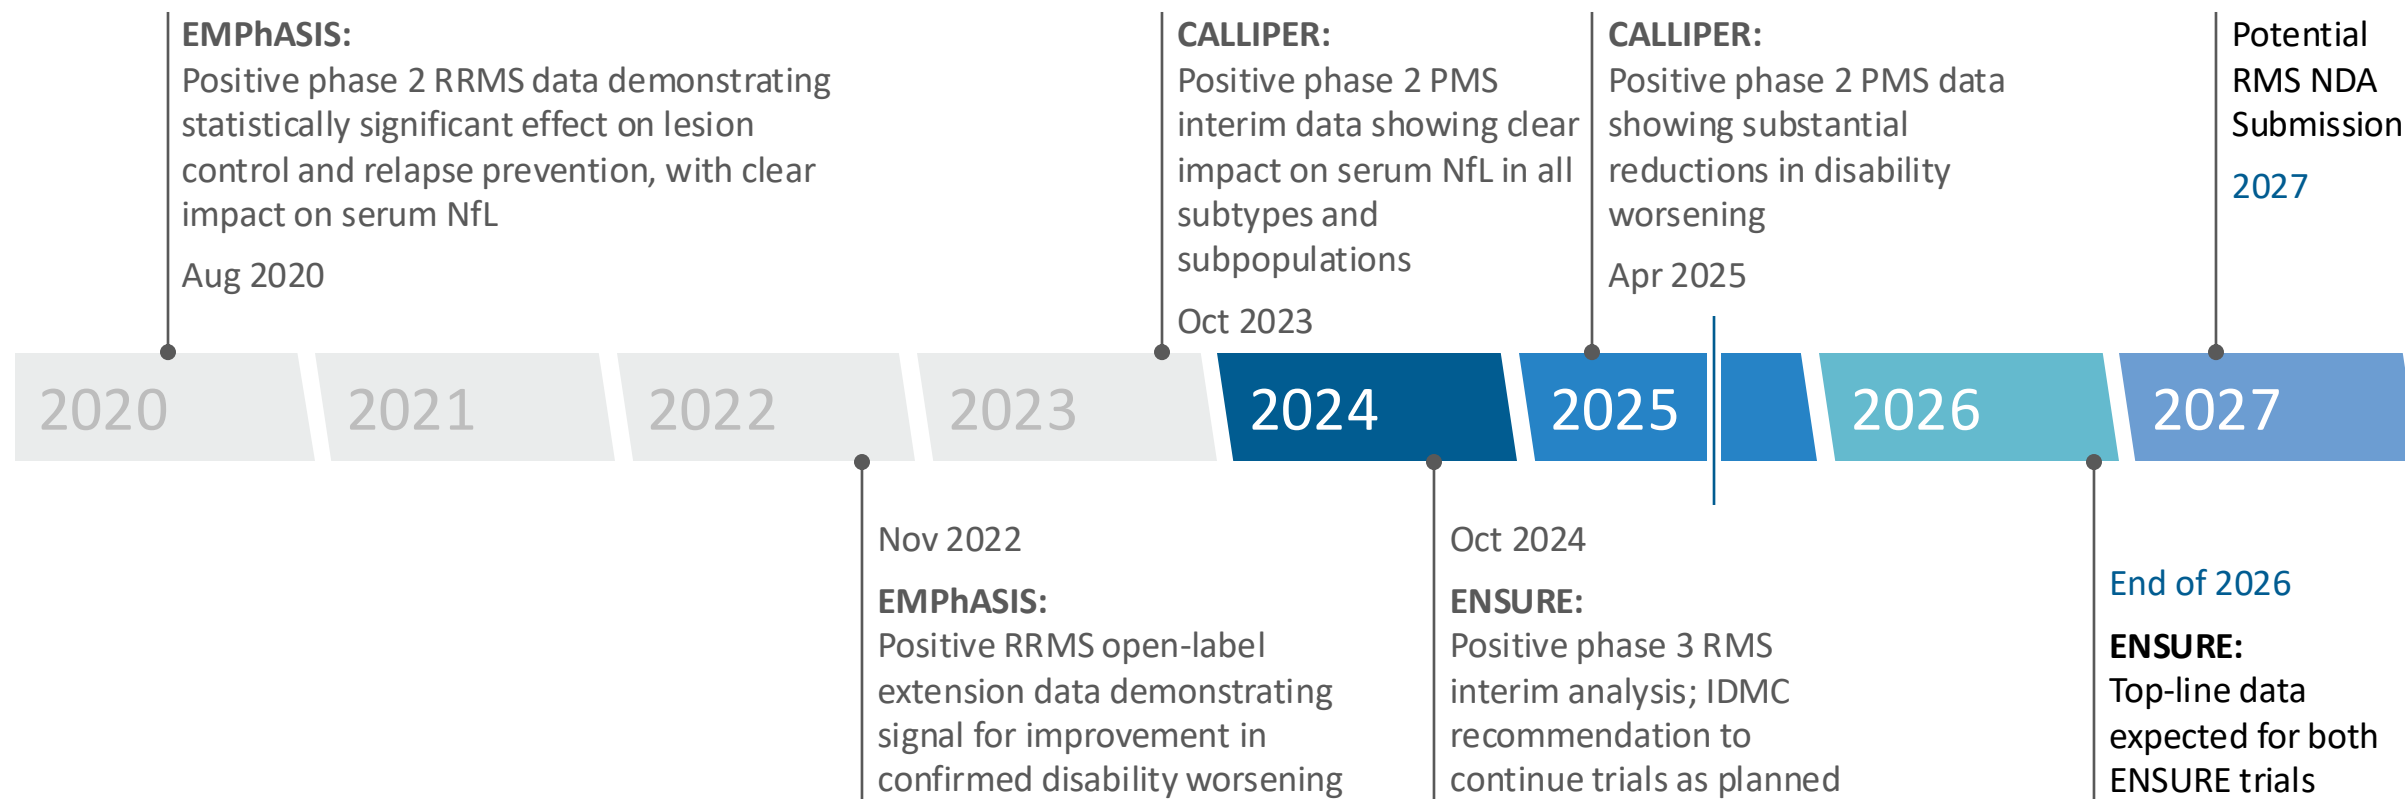 EMPhASIS:
Positive phase 2 RRMS data demonstrating
statistically significant effect on lesion
control and relapse prevention, with clear
impact on serum NfL
Aug 2020
CALLIPER:
Positive phase 2 PMS
interim data showing clear
impact on serum NfL in all
subtypes and
subpopulations
Oct 2023
CALLIPER:
Positive phase 2 PMS data
showing substantial
reductions in disability
worsening
Apr 2025
Potential
RMS NDA
Submission
2027
2020
2021
2022
2023
2024
2025
2026
2027
Nov 2022
EMPhASIS:
Positive RRMS open-label
extension data demonstrating
signal for improvement in
confirmed disability worsening
Oct 2024
ENSURE:
Positive phase 3 RMS
interim analysis; IDMC
recommendation to
continue trials as planned
End of 2026
ENSURE:
Top-line data
expected for both
ENSURE trials